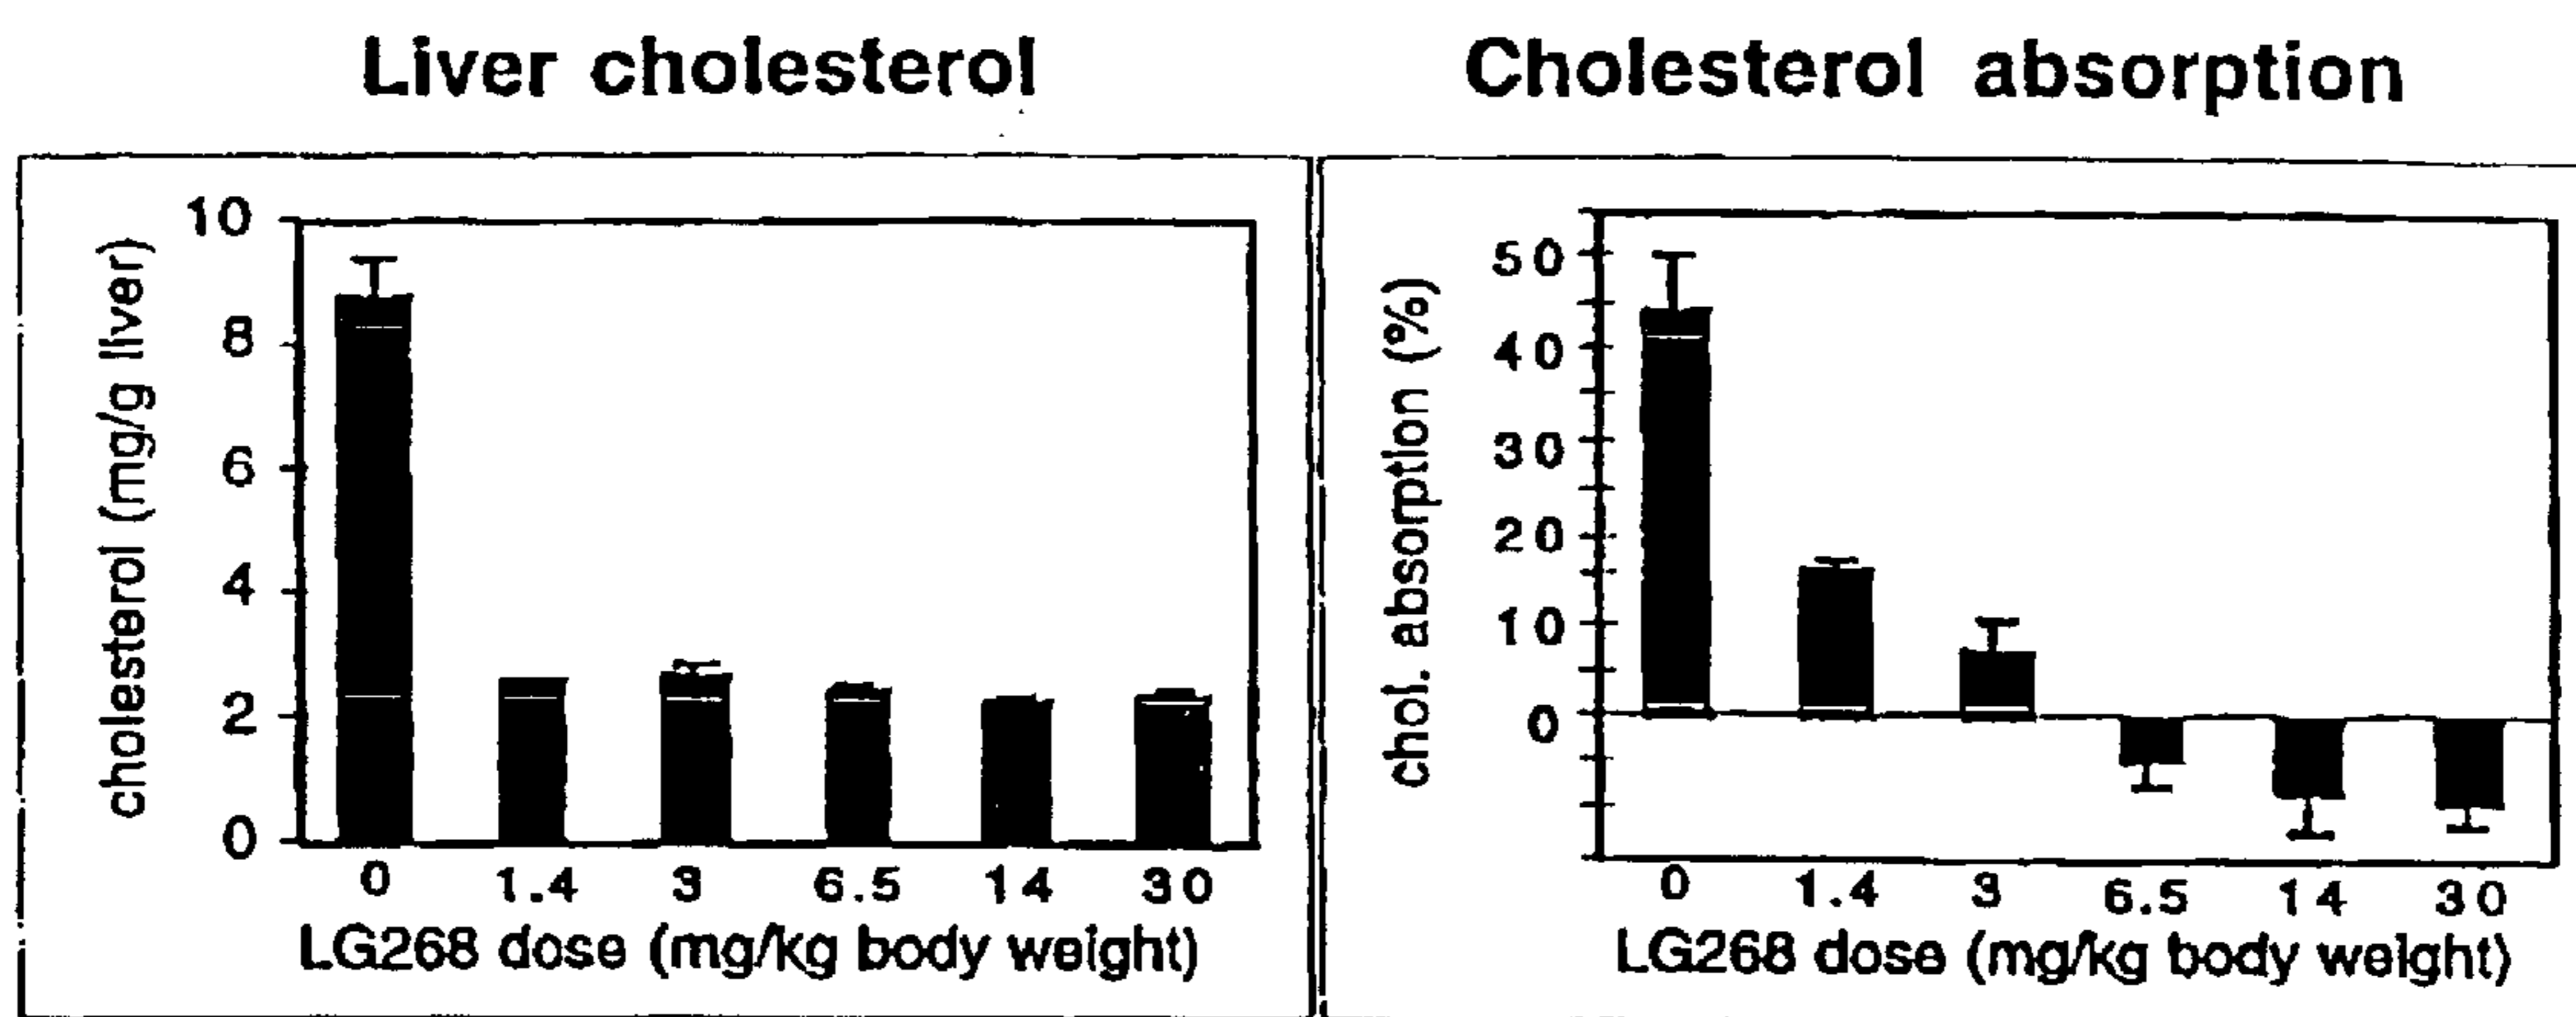 Liver cholesterol
cholesterol (mg/g liver)
10
8
6
4
2
0
0 1.4 3 6.5 14 30
LG268 dose (mg/kg body weight)
Cholesterol absorption
chol. absorption (%)
50
40
30
20
10
0
0 1.4 3 6.5 14 30
LG268 dose (mg/kg body weight)